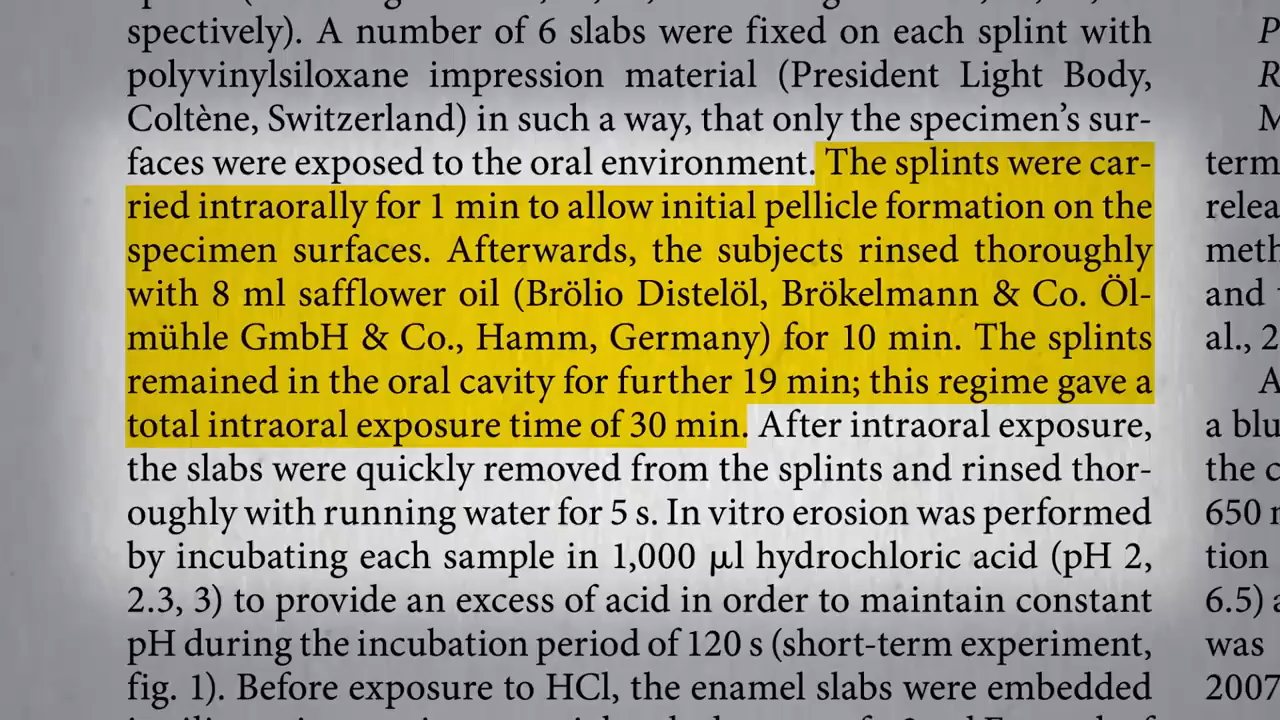 spectively). A number of 6 slabs were fixed on each splint with
polyvinylsiloxane impression material (President Light Body,
Coltène, Switzerland) in such a way, that only the specimen’s sur-
faces were exposed to the oral environment. The splints were car-
ried intraorally for 1 min to allow initial pellicle formation on the
specimen surfaces. Afterwards, the subjects rinsed thoroughly
with 8 ml safflower oil (Brölio Distelöl, Brökelmann & Co. Öl-
mühle GmbH & Co., Hamm, Germany) for 10 min. The splints
remained in the oral cavity for further 19 min; this regime gave a
total intraoral exposure time of 30 min. After intraoral exposure,
the slabs were quickly removed from the splints and rinsed thor-
oughly with running water for 5 s. In vitro erosion was performed
by incubating each sample in 1,000 μl hydrochloric acid (pH 2,
2.3, 3) to provide an excess of acid in order to maintain constant
pH during the incubation period of 120 s (short-term experiment,
fig. 1). Before exposure to HCl, the enamel slabs were embedded
P
R
M
term
relea
meth
and
al., 2
A
a blu
the c
650
tion
6.5)
was
2007